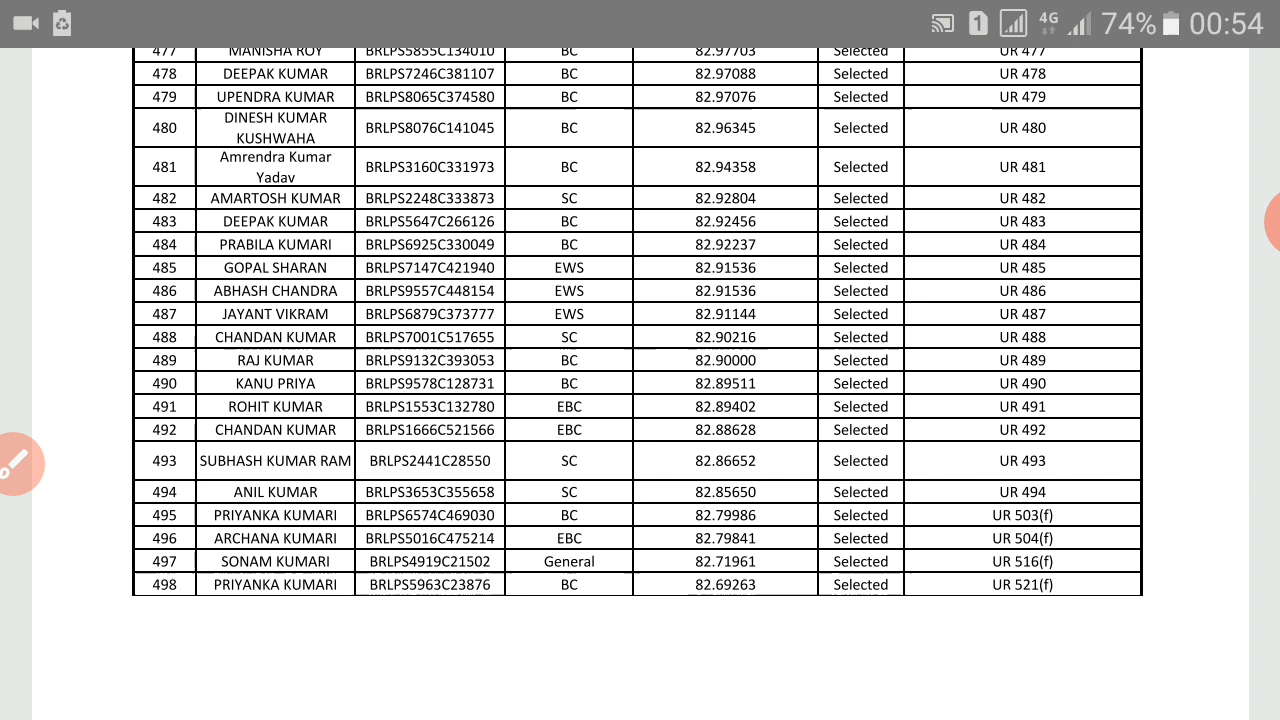 1 4G 74% 00:54
477 MANISHA ROY BRLPS5855C134010 BC 82.97703 Selected UR 477
478 DEEPAK KUMAR BRLPS7246C381107 BC 82.97088 Selected UR 478
479 UPENDRA KUMAR BRLPS8065C374580 BC 82.97076 Selected UR 479
480 DINESH KUMAR KUSHWAHA BRLPS8076C141045 BC 82.96345 Selected UR 480
481 Amrendra Kumar Yadav BRLPS3160C331973 BC 82.94358 Selected UR 481
482 AMARTOSH KUMAR BRLPS2248C333873 SC 82.92804 Selected UR 482
483 DEEPAK KUMAR BRLPS5647C266126 BC 82.92456 Selected UR 483
484 PRABILA KUMARI BRLPS6925C330049 BC 82.92237 Selected UR 484
485 GOPAL SHARAN BRLPS7147C421940 EWS 82.91536 Selected UR 485
486 ABHASH CHANDRA BRLPS9557C448154 EWS 82.91536 Selected UR 486
487 JAYANT VIKRAM BRLPS6879C373777 EWS 82.91144 Selected UR 487
488 CHANDAN KUMAR BRLPS7001C517655 SC 82.90216 Selected UR 488
489 RAJ KUMAR BRLPS9132C393053 BC 82.90000 Selected UR 489
490 KANU PRIYA BRLPS9578C128731 BC 82.89511 Selected UR 490
491 ROHIT KUMAR BRLPS1553C132780 EBC 82.89402 Selected UR 491
492 CHANDAN KUMAR BRLPS1666C521566 EBC 82.88628 Selected UR 492
493 SUBHASH KUMAR RAM BRLPS2441C28550 SC 82.86652 Selected UR 493
494 ANIL KUMAR BRLPS3653C355658 SC 82.85650 Selected UR 494
495 PRIYANKA KUMARI BRLPS6574C469030 BC 82.79986 Selected UR 503(f)
496 ARCHANA KUMARI BRLPS5016C475214 EBC 82.79841 Selected UR 504(f)
497 SONAM KUMARI BRLPS4919C21502 General 82.71961 Selected UR 516(f)
498 PRIYANKA KUMARI BRLPS5963C23876 BC 82.69263 Selected UR 521(f)